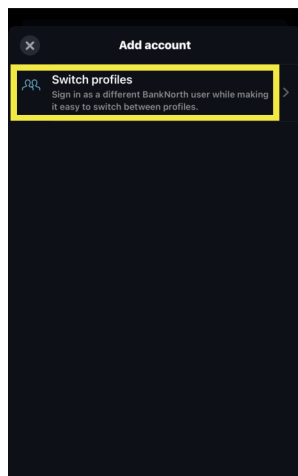 Add account
Switch profiles
Sign in as a different BankNorth user while making
it easy to switch between profiles.